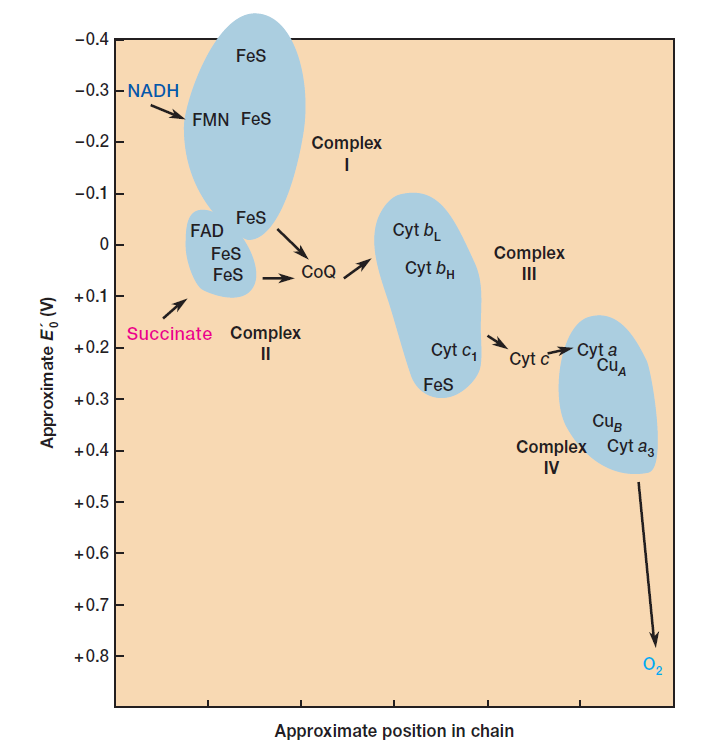 −0.4
−0.3
−0.2
−0.1
0
+0.1
+0.2
+0.3
+0.4
+0.5
+0.6
+0.7
+0.8
Approximate E′₀ (V)
FeS
NADH
FMN FeS
Complex
I
FeS
FAD
FeS
FeS
CoQ
Succinate
Complex
II
Cyt bL
Cyt bH
Complex
III
Cyt c₁
FeS
Cyt c
Cyt a
CuA
CuB
Cyt a₃
Complex
IV
O₂
Approximate position in chain